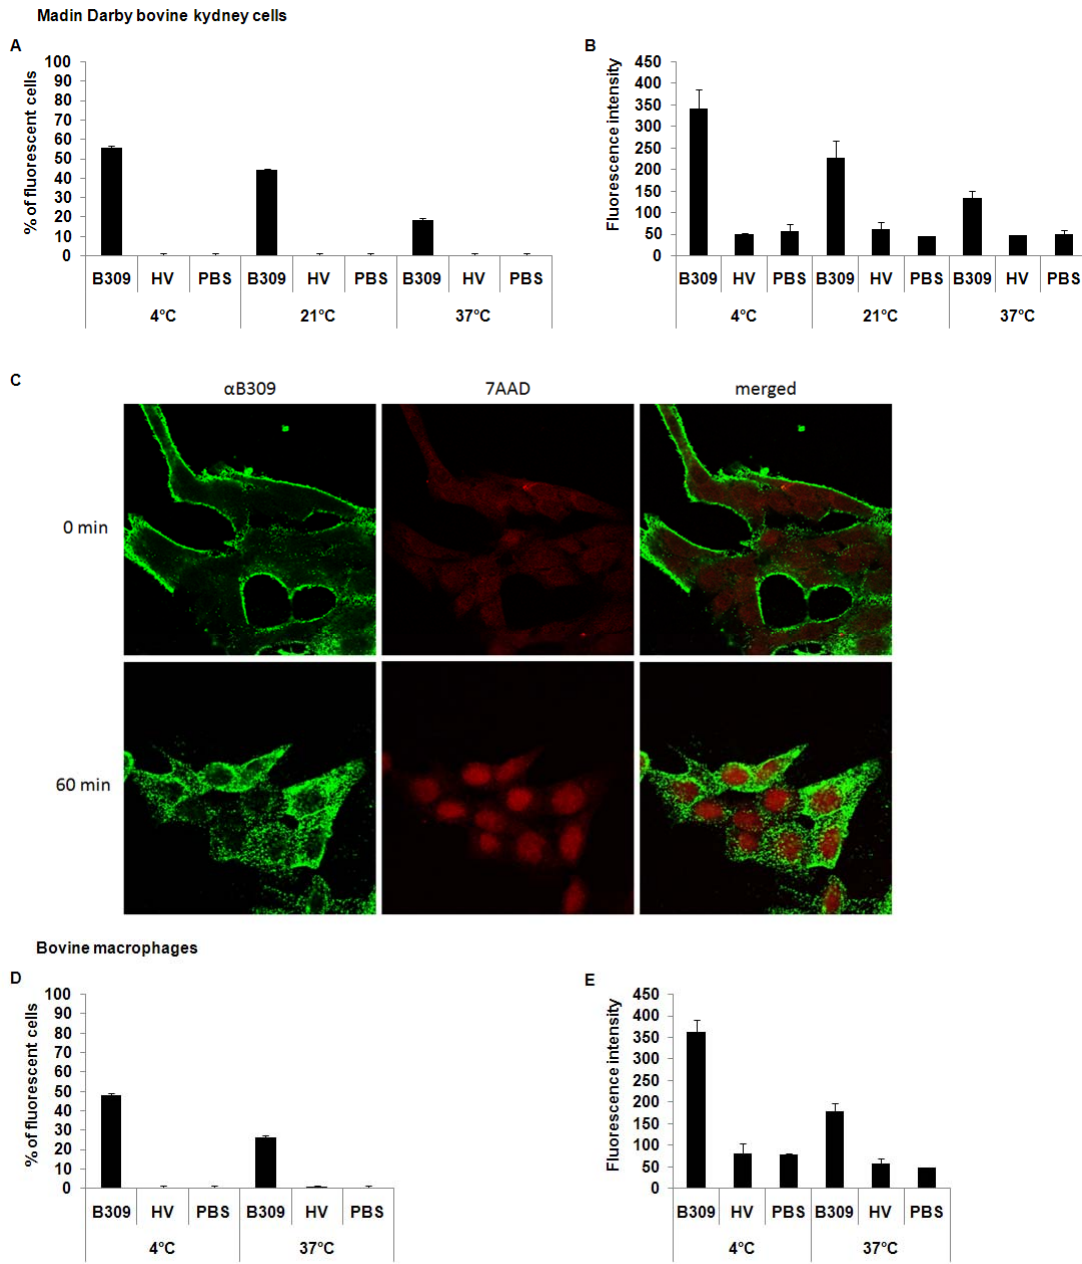 Madin Darby bovine kydney cells
A
B
% of fluorescent cells
100
90
80
70
60
50
40
30
20
10
0
B309 HV PBS B309 HV PBS B309 HV PBS
4°C 21°C 37°C
Fluorescence intensity
450
400
350
300
250
200
150
100
50
0
B309 HV PBS B309 HV PBS B309 HV PBS
4°C 21°C 37°C
C
αB309 7AAD merged
0 min
60 min
Bovine macrophages
D
E
% of fluorescent cells
100
90
80
70
60
50
40
30
20
10
0
B309 HV PBS B309 HV PBS
4°C 37°C
Fluorescence intensity
450
400
350
300
250
200
150
100
50
0
B309 HV PBS B309 HV PBS
4°C 37°C